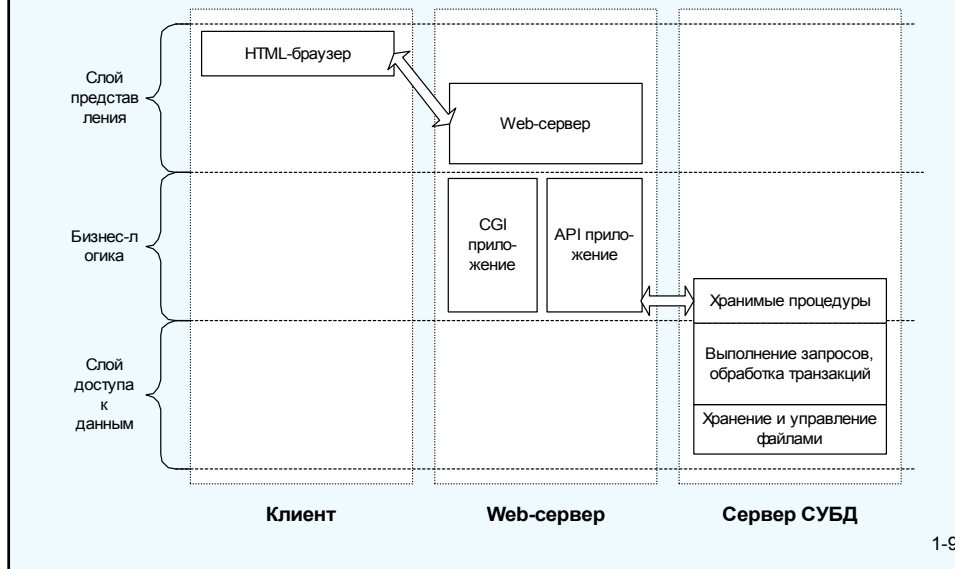 HTML-браузер
Слой
представ
ления
Web-сервер
Бизнес-л
огика
CGI
прило-
жение
API прило-
жение
Хранимые процедуры
Слой
доступа
к
данным
Выполнение запросов,
обработка транзакций
Хранение и управление
файлами
Клиент
Web-сервер
Сервер СУБД
1-9